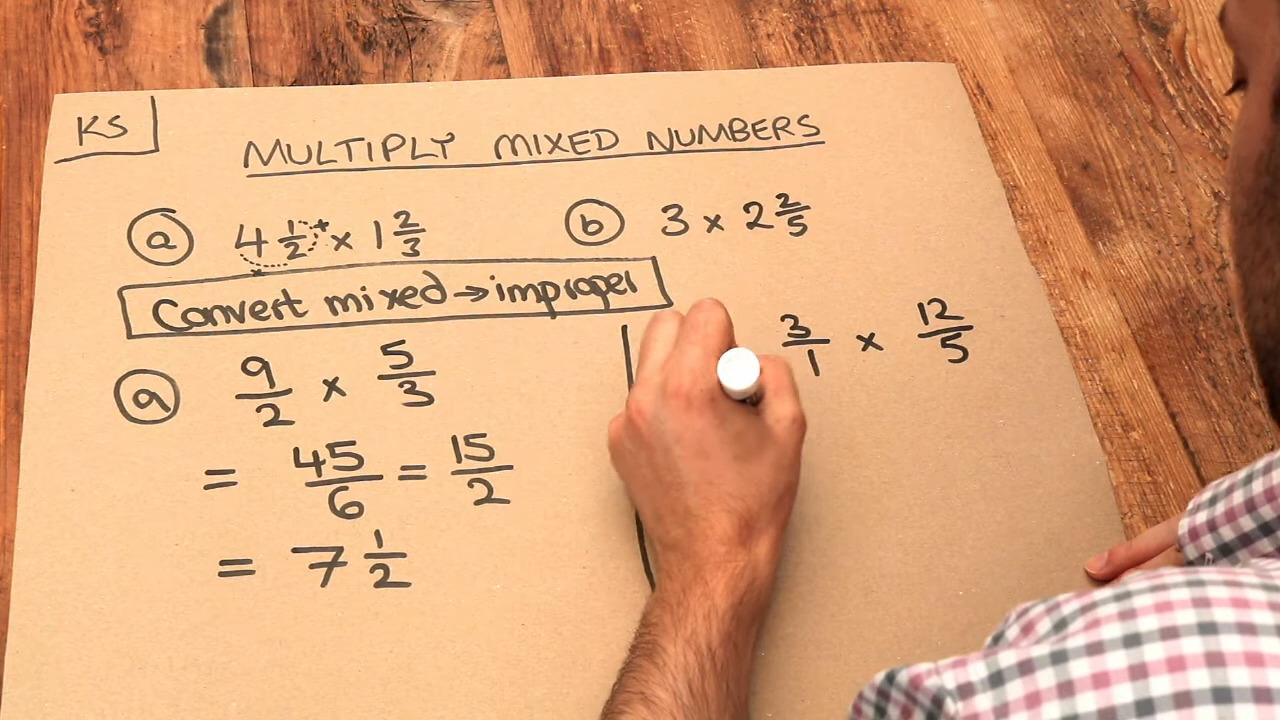 KS
MULTIPLY MIXED NUMBERS
a 4 1/2 × 1 2/3
b 3 × 2 2/5
Convert mixed → improper
a 9/2 × 5/3
= 45/6 = 15/2
= 7 1/2
3/1 × 12/5